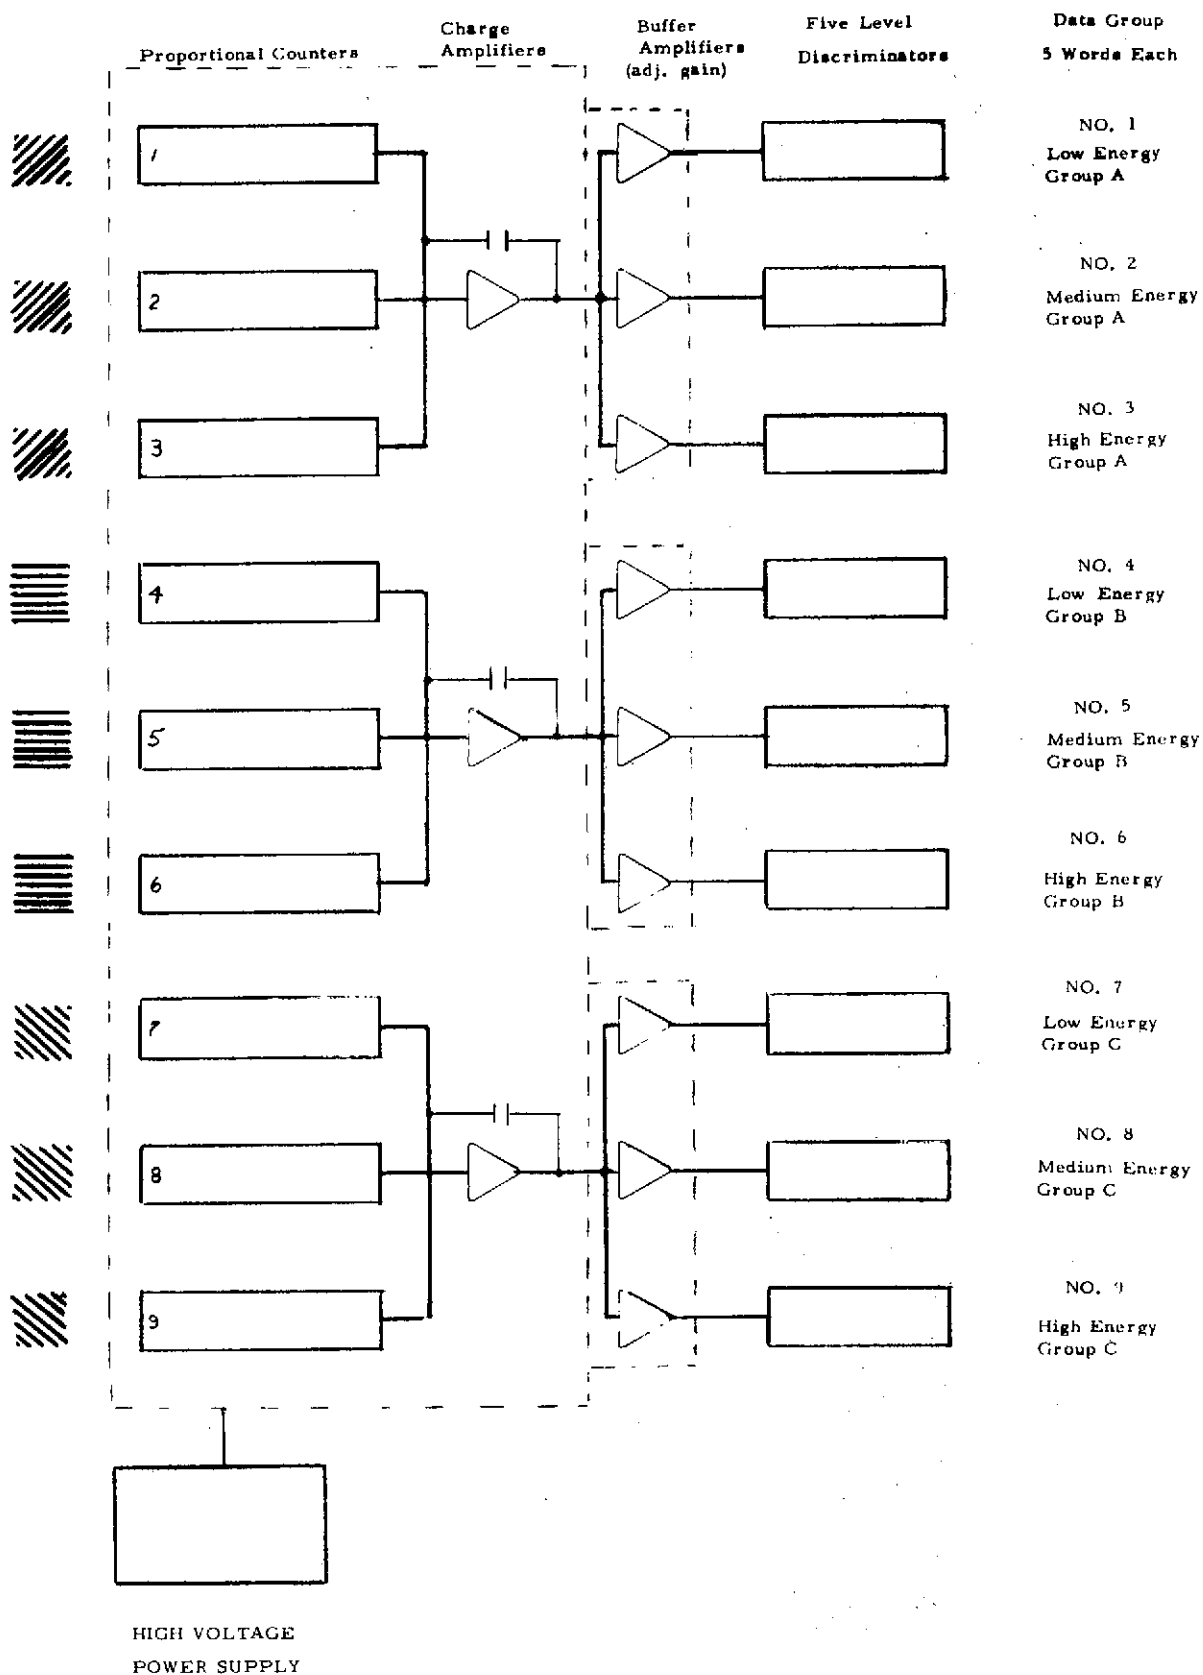 Proportional Counters
Charge
Amplifiers
Buffer
Amplifiers
(adj. gain)
Five Level
Discriminators
Data Group
5 Words Each
1
NO. 1
Low Energy
Group A
2
NO. 2
Medium Energy
Group A
3
NO. 3
High Energy
Group A
4
NO. 4
Low Energy
Group B
5
NO. 5
Medium Energy
Group B
6
NO. 6
High Energy
Group B
7
NO. 7
Low Energy
Group C
8
NO. 8
Medium Energy
Group C
9
NO. 9
High Energy
Group C
HIGH VOLTAGE
POWER SUPPLY